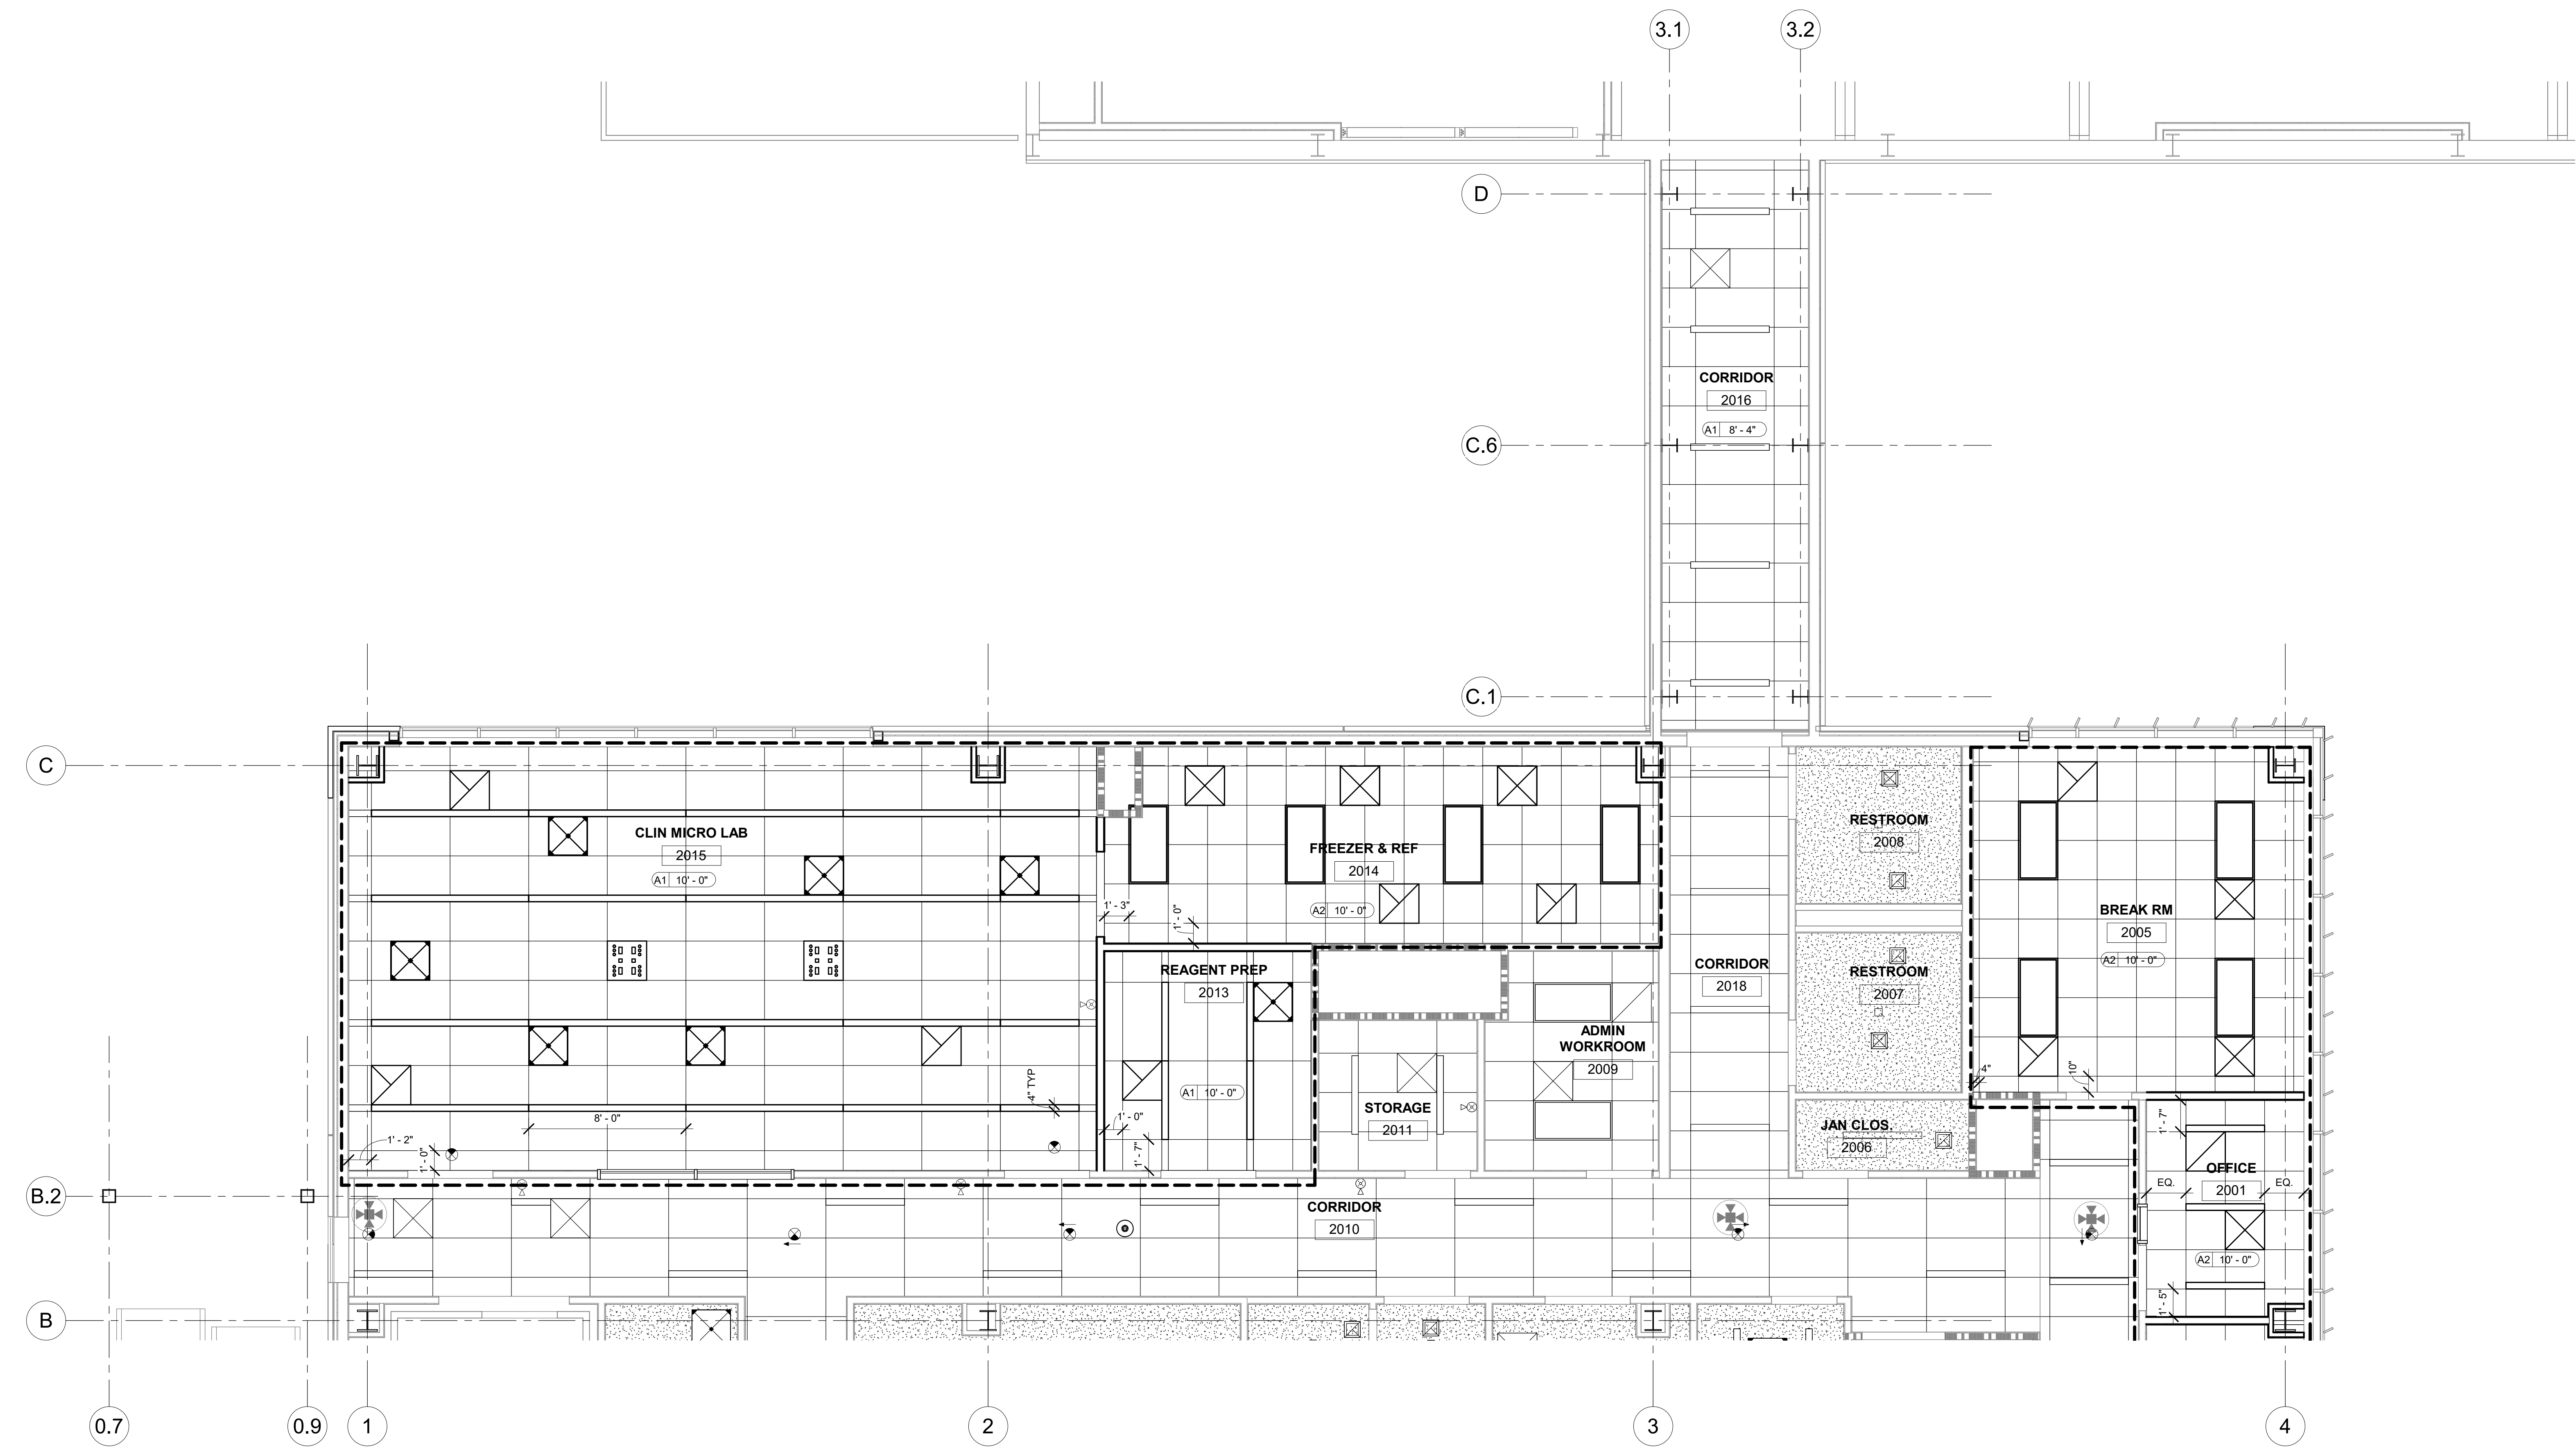 3.1
3.2
D
CORRIDOR
2016
A1 8' - 4"
C.6
C.1
C
CLIN MICRO LAB
2015
A1 10' - 0"
FREEZER & REF
2014
A2 10' - 0"
1' - 3"
1' - 0"
RESTROOM
2008
BREAK RM
2005
A2 10' - 0"
REAGENT PREP
2013
A1 10' - 0"
CORRIDOR
2018
RESTROOM
2007
ADMIN
WORKROOM
2009
4"
10"
4" TYP
8' - 0"
1' - 0"
1' - 7"
STORAGE
2011
JAN CLOS.
2006
1' - 7"
1' - 2"
1' - 0"
OFFICE
2001
EQ.
EQ.
A2 10' - 0"
1' - 5"
B.2
CORRIDOR
2010
B
0.7
0.9
1
2
3
4